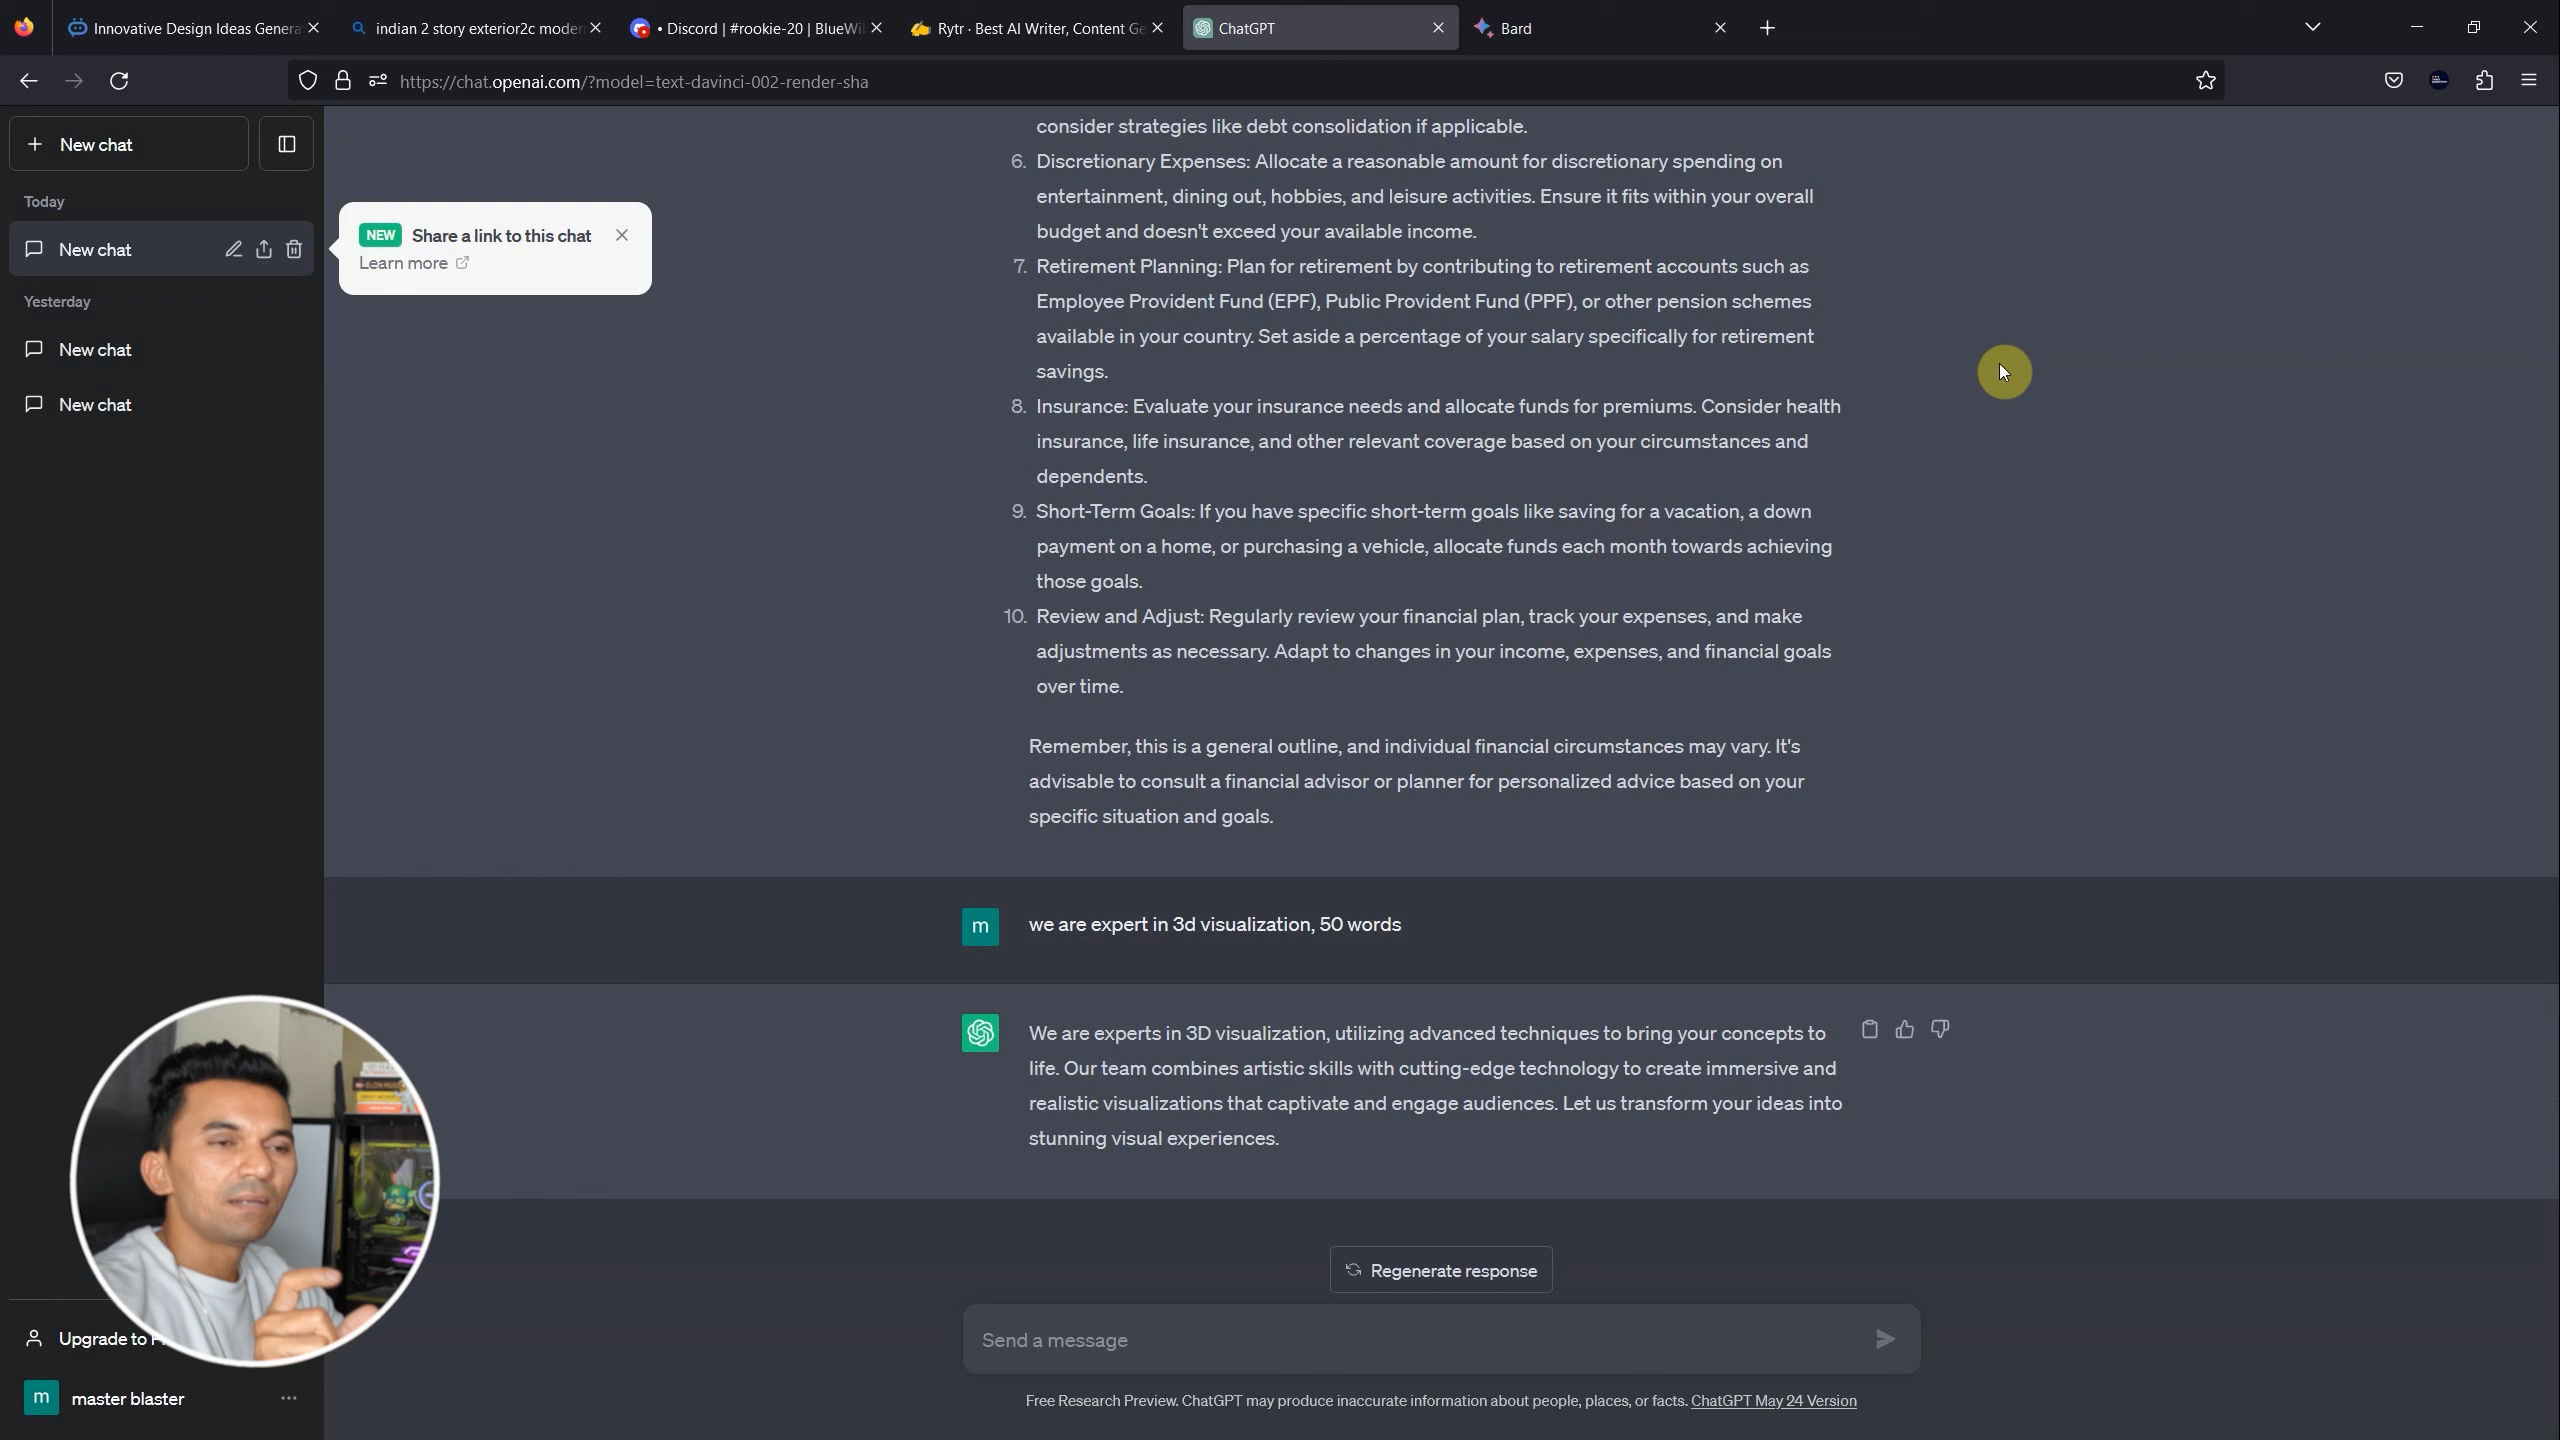 Innovative Design Ideas Genera
indian 2 story exterior2c moder
• Discord | #rookie-20 | BlueWil
Rytr · Best AI Writer, Content Ge
ChatGPT
Bard
https://chat.openai.com/?model=text-davinci-002-render-sha
New chat
Today
New chat
Yesterday
New chat
New chat
NEW Share a link to this chat
Learn more
consider strategies like debt consolidation if applicable.
6. Discretionary Expenses: Allocate a reasonable amount for discretionary spending on
entertainment, dining out, hobbies, and leisure activities. Ensure it fits within your overall
budget and doesn't exceed your available income.
7. Retirement Planning: Plan for retirement by contributing to retirement accounts such as
Employee Provident Fund (EPF), Public Provident Fund (PPF), or other pension schemes
available in your country. Set aside a percentage of your salary specifically for retirement
savings.
8. Insurance: Evaluate your insurance needs and allocate funds for premiums. Consider health
insurance, life insurance, and other relevant coverage based on your circumstances and
dependents.
9. Short-Term Goals: If you have specific short-term goals like saving for a vacation, a down
payment on a home, or purchasing a vehicle, allocate funds each month towards achieving
those goals.
10. Review and Adjust: Regularly review your financial plan, track your expenses, and make
adjustments as necessary. Adapt to changes in your income, expenses, and financial goals
over time.
Remember, this is a general outline, and individual financial circumstances may vary. It's
advisable to consult a financial advisor or planner for personalized advice based on your
specific situation and goals.
m
we are expert in 3d visualization, 50 words
We are experts in 3D visualization, utilizing advanced techniques to bring your concepts to
life. Our team combines artistic skills with cutting-edge technology to create immersive and
realistic visualizations that captivate and engage audiences. Let us transform your ideas into
stunning visual experiences.
Regenerate response
Send a message
Free Research Preview. ChatGPT may produce inaccurate information about people, places, or facts. ChatGPT May 24 Version
Upgrade to
m master blaster